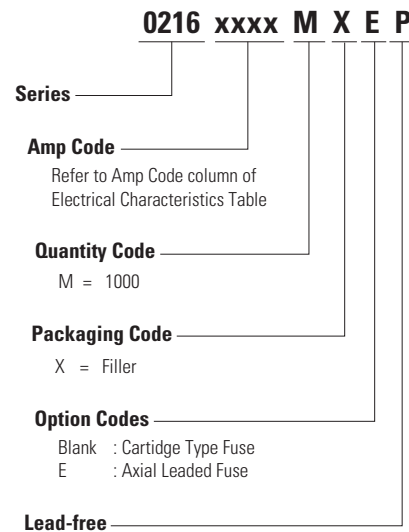 0216 xxxx M X E P
Series
Amp Code
Refer to Amp Code column of
Electrical Characteristics Table
Quantity Code
M = 1000
Packaging Code
X = Filler
Option Codes
Blank : Cartidge Type Fuse
E : Axial Leaded Fuse
Lead-free